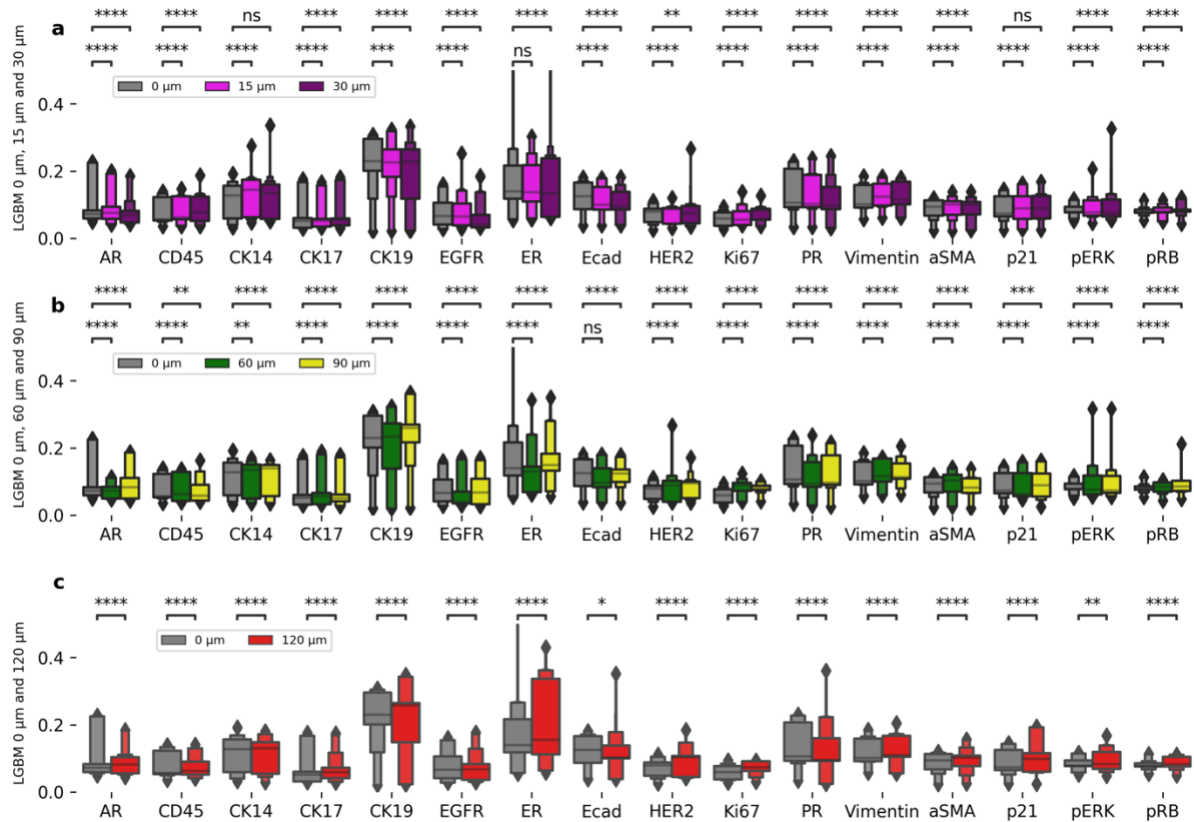 **** **** ns **** **** **** **** **** ** **** **** **** **** ns **** ****
a
**** **** **** **** *** **** ns **** **** **** **** **** **** **** **** ****
LGBM 0 μm, 15 μm and 30 μm
0 μm 15 μm 30 μm
0.4
0.2
0.0
AR CD45 CK14 CK17 CK19 EGFR ER Ecad HER2 Ki67 PR Vimentin aSMA p21 pERK pRB
**** ** **** **** **** **** **** **** **** **** **** **** **** *** **** ****
b
**** **** ** **** **** **** **** ns **** **** **** **** **** **** **** ****
LGBM 0 μm, 60 μm and 90 μm
0 μm 60 μm 90 μm
0.4
0.2
0.0
AR CD45 CK14 CK17 CK19 EGFR ER Ecad HER2 Ki67 PR Vimentin aSMA p21 pERK pRB
c
**** **** **** **** **** **** **** * **** **** **** **** **** **** ** ****
LGBM 0 μm and 120 μm
0 μm 120 μm
0.4
0.2
0.0
AR CD45 CK14 CK17 CK19 EGFR ER Ecad HER2 Ki67 PR Vimentin aSMA p21 pERK pRB